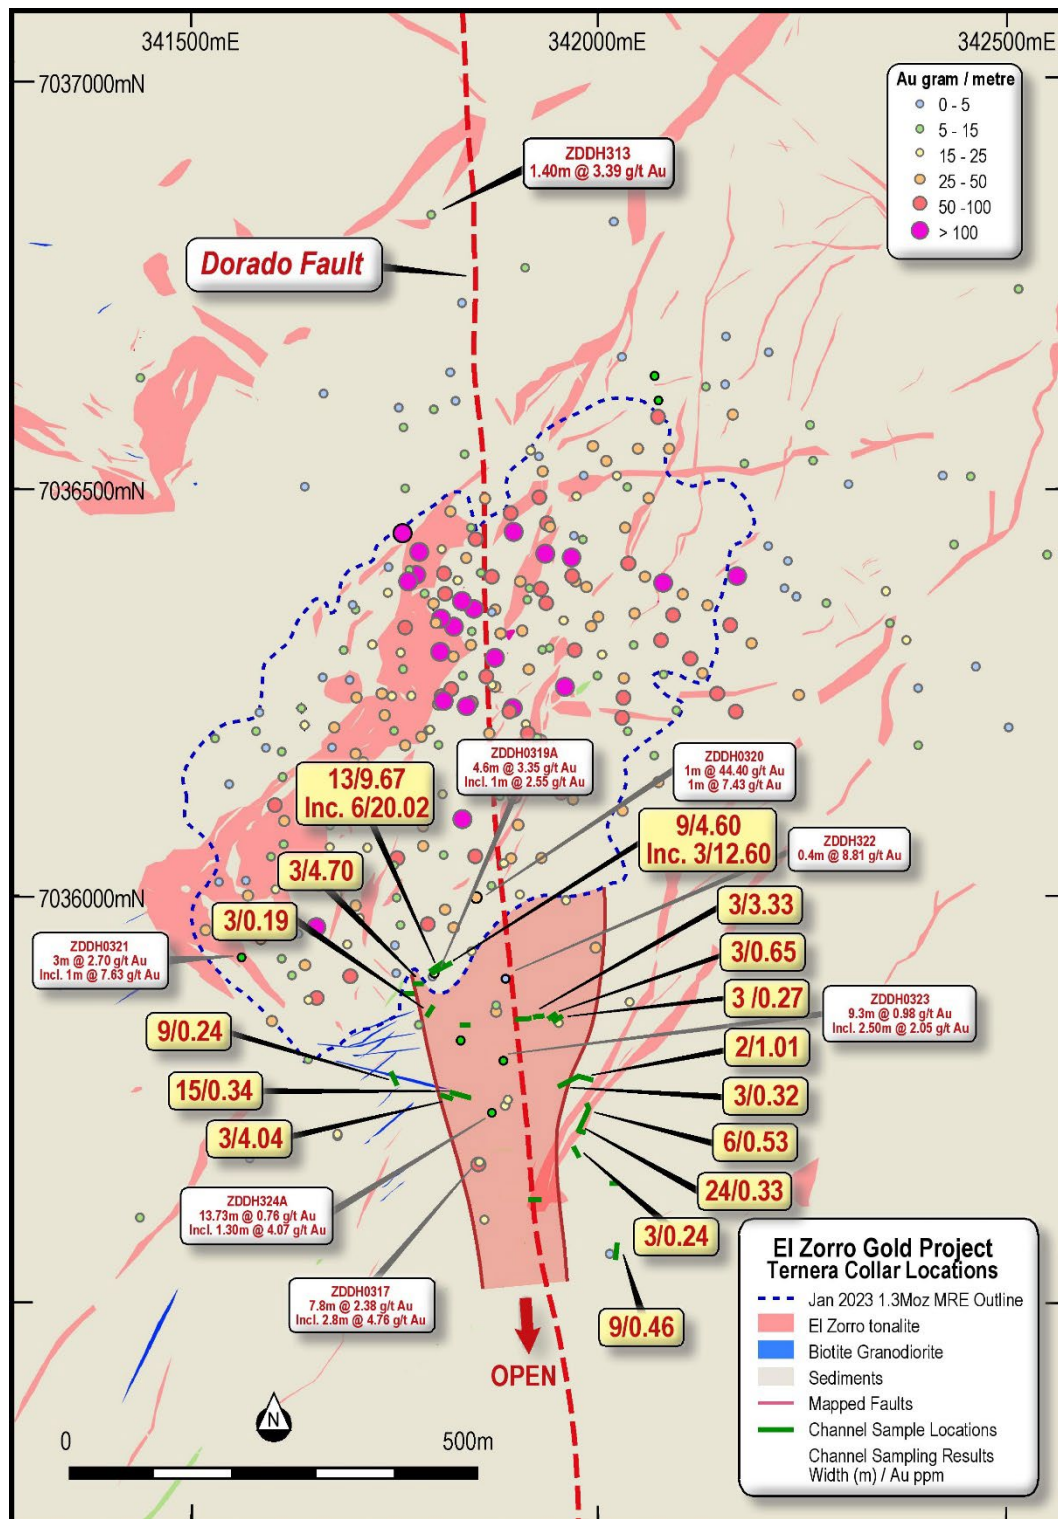 341500mE
342000mE
342500mE
7037000mN
Au gram / metre
0 - 5
5 - 15
15 - 25
25 - 50
50 -100
> 100
ZDDH313
1.40m @ 3.39 g/t Au
Dorado Fault
7036500mN
ZDDH0319A
4.6m @ 3.35 g/t Au
Incl. 1m @ 2.55 g/t Au
ZDDH0320
1m @ 44.40 g/t Au
1m @ 7.43 g/t Au
13/9.67
Inc. 6/20.02
9/4.60
Inc. 3/12.60
ZDDH322
0.4m @ 8.81 g/t Au
3/4.70
7036000mN
3/0.19
3/3.33
ZDDH0321
3m @ 2.70 g/t Au
Incl. 1m @ 7.63 g/t Au
3/0.65
3 /0.27
ZDDH0323
9.3m @ 0.98 g/t Au
Incl. 2.50m @ 2.05 g/t Au
9/0.24
2/1.01
15/0.34
3/0.32
3/4.04
6/0.53
24/0.33
ZDDH324A
13.73m @ 0.76 g/t Au
Incl. 1.30m @ 4.07 g/t Au
3/0.24
ZDDH0317
7.8m @ 2.38 g/t Au
Incl. 2.8m @ 4.76 g/t Au
9/0.46
OPEN
El Zorro Gold Project
Ternera Collar Locations
Jan 2023 1.3Moz MRE Outline
El Zorro tonalite
Biotite Granodiorite
Sediments
Mapped Faults
Channel Sample Locations
Channel Sampling Results
Width (m) / Au ppm
N
0
500m